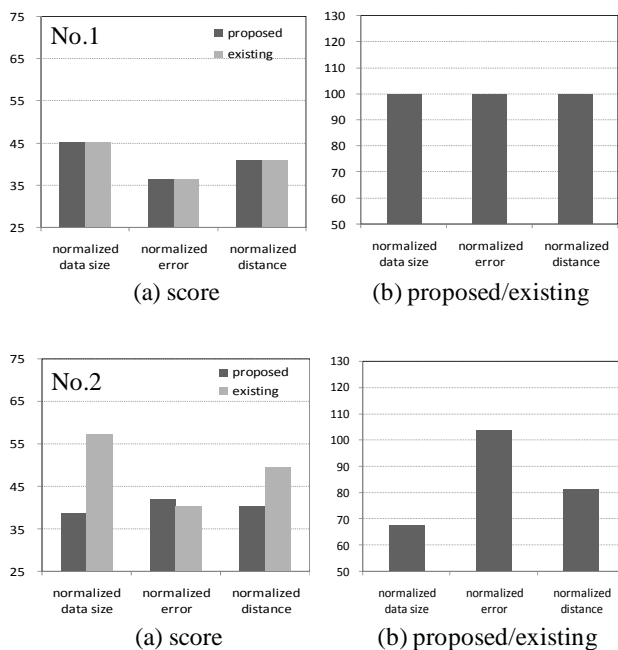 75
65
55
45
35
25
No.1
proposed
existing
normalized data size
normalized error
normalized distance
(a) score
130
120
110
100
90
80
70
60
50
normalized data size
normalized error
normalized distance
(b) proposed/existing
75
65
55
45
35
25
No.2
proposed
existing
normalized data size
normalized error
normalized distance
(a) score
130
120
110
100
90
80
70
60
50
normalized data size
normalized error
normalized distance
(b) proposed/existing